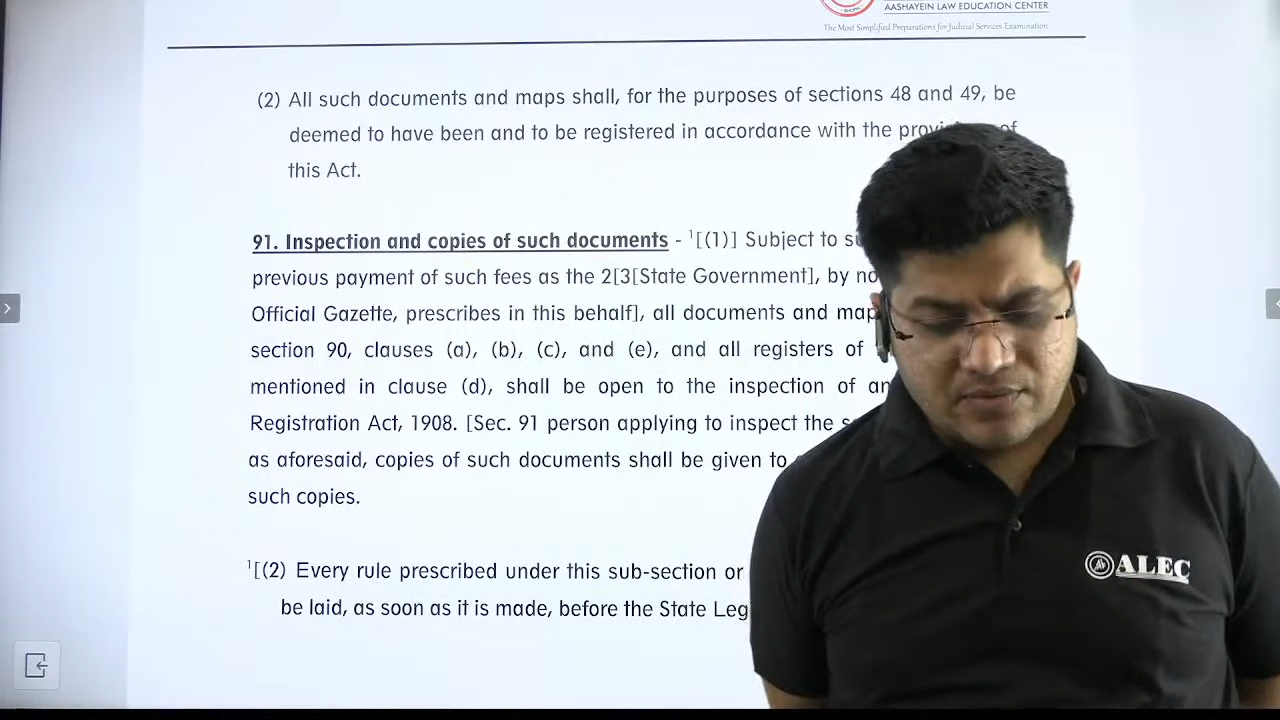 AASHAYEIN LAW EDUCATION CENTER
The Most Simplified Preparations for Judicial Services Examination
(2) All such documents and maps shall, for the purposes of sections 48 and 49, be
deemed to have been and to be registered in accordance with the of
this Act.
91. Inspection and copies of such documents - ¹[(1)] Subject to
previous payment of such fees as the 2[3[State Government], by
Official Gazette, prescribes in this behalf], all documents and
section 90, clauses (a), (b), (c), and (e), and all registers of
mentioned in clause (d), shall be open to the inspection of
Registration Act, 1908. [Sec. 91 person applying to inspect the
as aforesaid, copies of such documents shall be given to
such copies.
¹[(2) Every rule prescribed under this sub-section or
be laid, as soon as it is made, before the State
ALEC